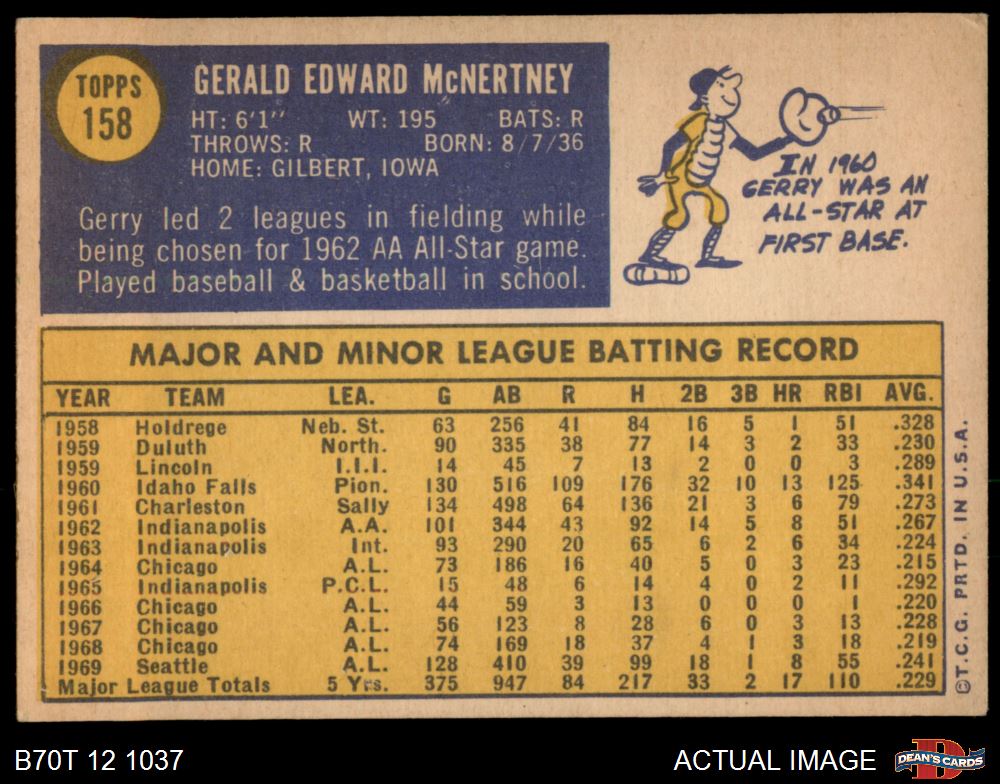 TOPPS
158
GERALD EDWARD McNERTNEY
HT: 6'1" WT: 195 BATS: R
THROWS: R BORN: 8/7/36
HOME: GILBERT, IOWA
Gerry led 2 leagues in fielding while
being chosen for 1962 AA All-Star game.
Played baseball & basketball in school.
IN 1960
GERRY WAS AN
ALL-STAR AT
FIRST BASE.
MAJOR AND MINOR LEAGUE BATTING RECORD
YEAR TEAM LEA. G AB R H 2B 3B HR RBI AVG.
1958 Holdrege Neb. St. 63 256 41 84 16 5 1 51 .328
1959 Duluth North. 90 335 38 77 14 3 2 33 .230
1959 Lincoln I.I.I. 14 45 7 13 2 0 0 3 .289
1960 Idaho Falls Pion. 130 516 109 176 32 10 13 125 .341
1961 Charleston Sally 134 498 64 136 21 3 6 79 .273
1962 Indianapolis A.A. 101 344 43 92 14 5 8 51 .267
1963 Indianapolis Int. 93 290 20 65 6 2 6 34 .224
1964 Chicago A.L. 73 186 16 40 5 0 3 23 .215
1965 Indianapolis P.C.L. 15 48 6 14 4 0 2 11 .292
1966 Chicago A.L. 44 59 3 13 0 0 0 1 .220
1967 Chicago A.L. 56 123 8 28 6 0 3 13 .228
1968 Chicago A.L. 74 169 18 37 4 1 3 18 .219
1969 Seattle A.L. 128 410 39 99 18 1 8 55 .241
Major League Totals 5 Yrs. 375 947 84 217 33 2 17 110 .229
©T.C.G. PRTD. IN U.S.A.
B70T 12 1037
ACTUAL IMAGE
DEAN'S CARDS